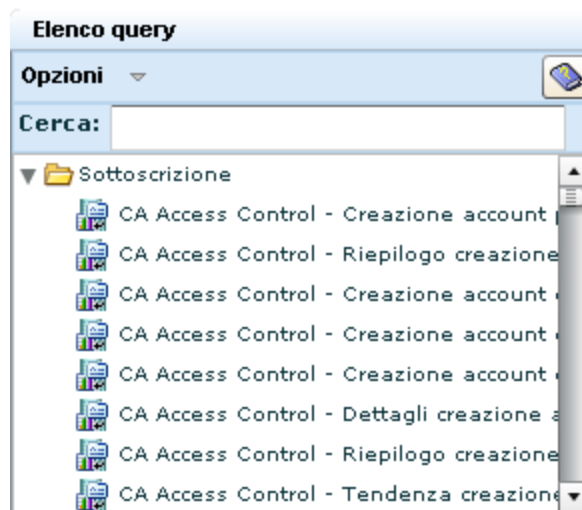 Elenco query
Opzioni
Cerca:
Sottoscrizione
CA Access Control - Creazione account
CA Access Control - Riepilogo creazione
CA Access Control - Creazione account
CA Access Control - Creazione account
CA Access Control - Creazione account
CA Access Control - Dettagli creazione
CA Access Control - Riepilogo creazione
CA Access Control - Tendenza creazione